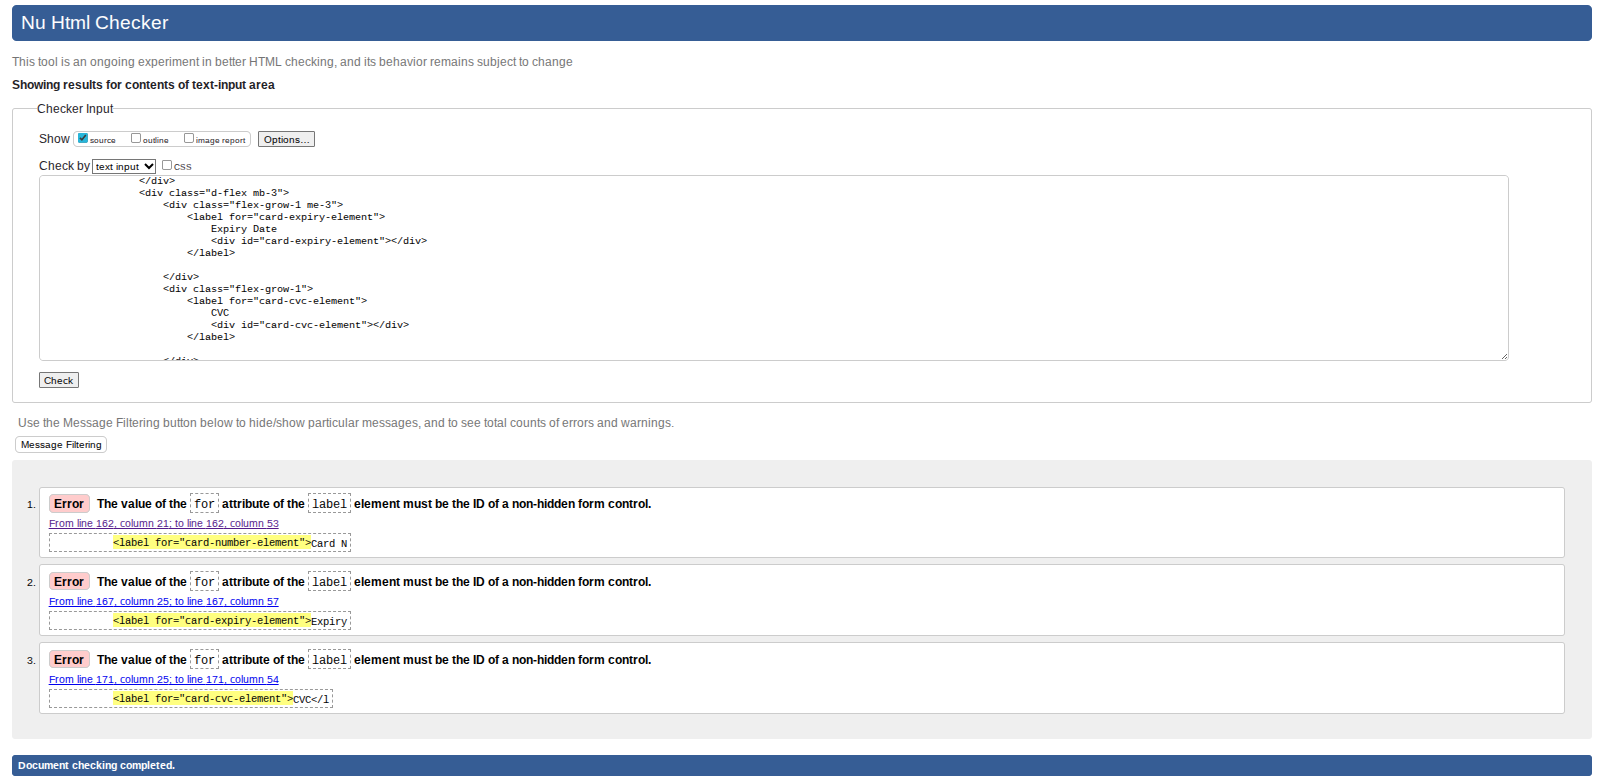 Nu Html Checker
This tool is an ongoing experiment in better HTML checking, and its behavior remains subject to change
Showing results for contents of text-input area
Checker Input
Show source outline image report Options...
Check by text input css
</div>
<div class="d-flex mb-3">
<div class="flex-grow-1 me-3">
<label for="card-expiry-element">
Expiry Date
<div id="card-expiry-element"></div>
</label>
</div>
<div class="flex-grow-1">
<label for="card-cvc-element">
CVC
<div id="card-cvc-element"></div>
</label>
</div>
Check
Use the Message Filtering button below to hide/show particular messages, and to see total counts of errors and warnings.
Message Filtering
1. Error The value of the for attribute of the label element must be the ID of a non-hidden form control.
From line 162, column 21; to line 162, column 53
<label for="card-number-element">Card N
2. Error The value of the for attribute of the label element must be the ID of a non-hidden form control.
From line 167, column 25; to line 167, column 57
<label for="card-expiry-element">Expiry
3. Error The value of the for attribute of the label element must be the ID of a non-hidden form control.
From line 171, column 25; to line 171, column 54
<label for="card-cvc-element">CVC</l
Document checking completed.